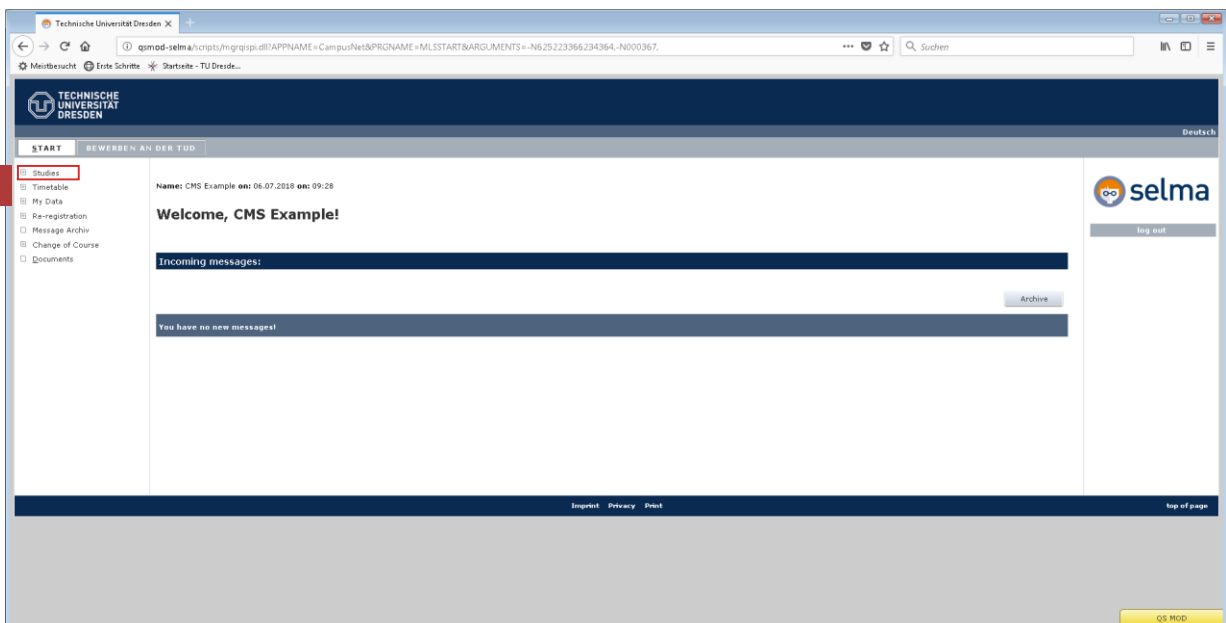 Technische Universität Dresden
qsmod-selma/scripts/mgrqispi.dll?APPNAME=CampusNet&PRGNAME=MLSSTART&ARGUMENTS=-N625223366234364,-N000367,
Suchen
Meistbesucht Erste Schritte Startseite - TU Dresde...
TECHNISCHE
UNIVERSITÄT
DRESDEN
Deutsch
START BEWERBEN AN DER TUD
Studies
Timetable
My Data
Re-registration
Message Archiv
Change of Course
Documents
Name: CMS Example on: 06.07.2018 on: 09:28
Welcome, CMS Example!
Incoming messages:
Archive
You have no new messages!
selma
log out
Imprint Privacy Print
top of page
QS MOD